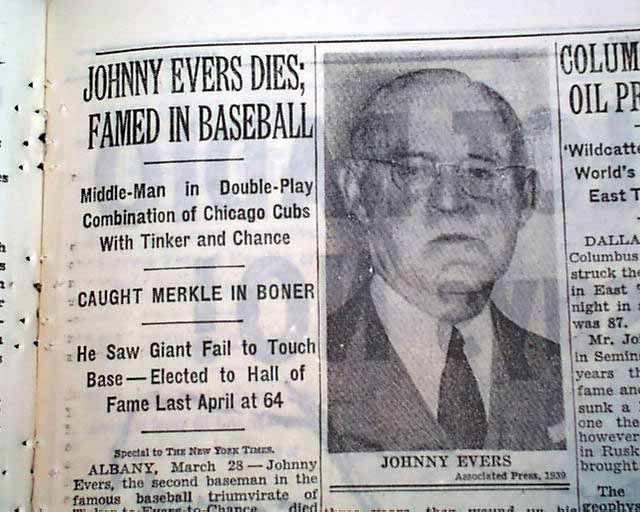 JOHNNY EVERS DIES;
FAMED IN BASEBALL
Middle-Man in Double-Play
Combination of Chicago Cubs
With Tinker and Chance
CAUGHT MERKLE IN BONER
He Saw Giant Fail to Touch
Base—Elected to Hall of
Fame Last April at 64
Special to THE NEW YORK TIMES.
ALBANY, March 28—Johnny
Evers, the second baseman in the
famous baseball triumvirate of
died
JOHNNY EVERS
Associated Press, 1939
COLUM
OIL PR
'Wildcatte
World's
East T
DALLA
Columbus
struck the
in East
night in
was 87.
Mr. Jo
in Semin
years th
fame and
sunk a
one the
however
in Rusk
brought
The
geophys